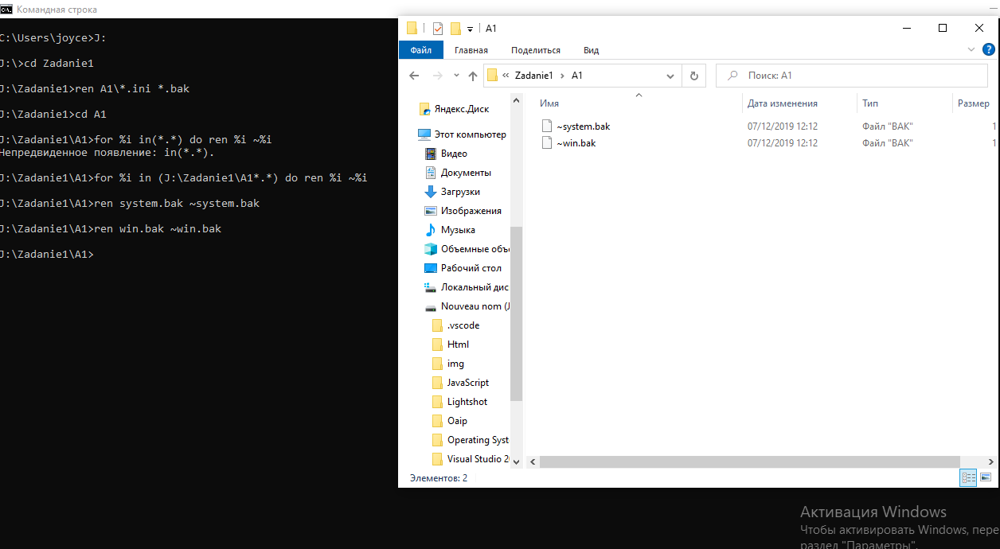 Командная строка
C:\Users\joyce>J:
J:\>cd Zadanie1
J:\Zadanie1>ren A1\*.ini *.bak
J:\Zadanie1>cd A1
J:\Zadanie1\A1>for %i in(*.*) do ren %i ~%i
Непредвиденное появление: in(*.*).
J:\Zadanie1\A1>for %i in (J:\Zadanie1\A1*.*) do ren %i ~%i
J:\Zadanie1\A1>ren system.bak ~system.bak
J:\Zadanie1\A1>ren win.bak ~win.bak
J:\Zadanie1\A1>
A1
Файл Главная Поделиться Вид
« Zadanie1 › A1 Поиск: A1
Яндекс.Диск
Этот компьютер
Видео
Документы
Загрузки
Изображения
Музыка
Объемные объе
Рабочий стол
Локальный дис
Nouveau nom (J
.vscode
Html
img
JavaScript
Lightshot
Oaip
Operating Syst
Visual Studio 20
Имя Дата изменения Тип Размер
~system.bak 07/12/2019 12:12 Файл "BAK" 1
~win.bak 07/12/2019 12:12 Файл "BAK" 1
Элементов: 2
Активация Windows
Чтобы активировать Windows, пере
раздел "Параметры".